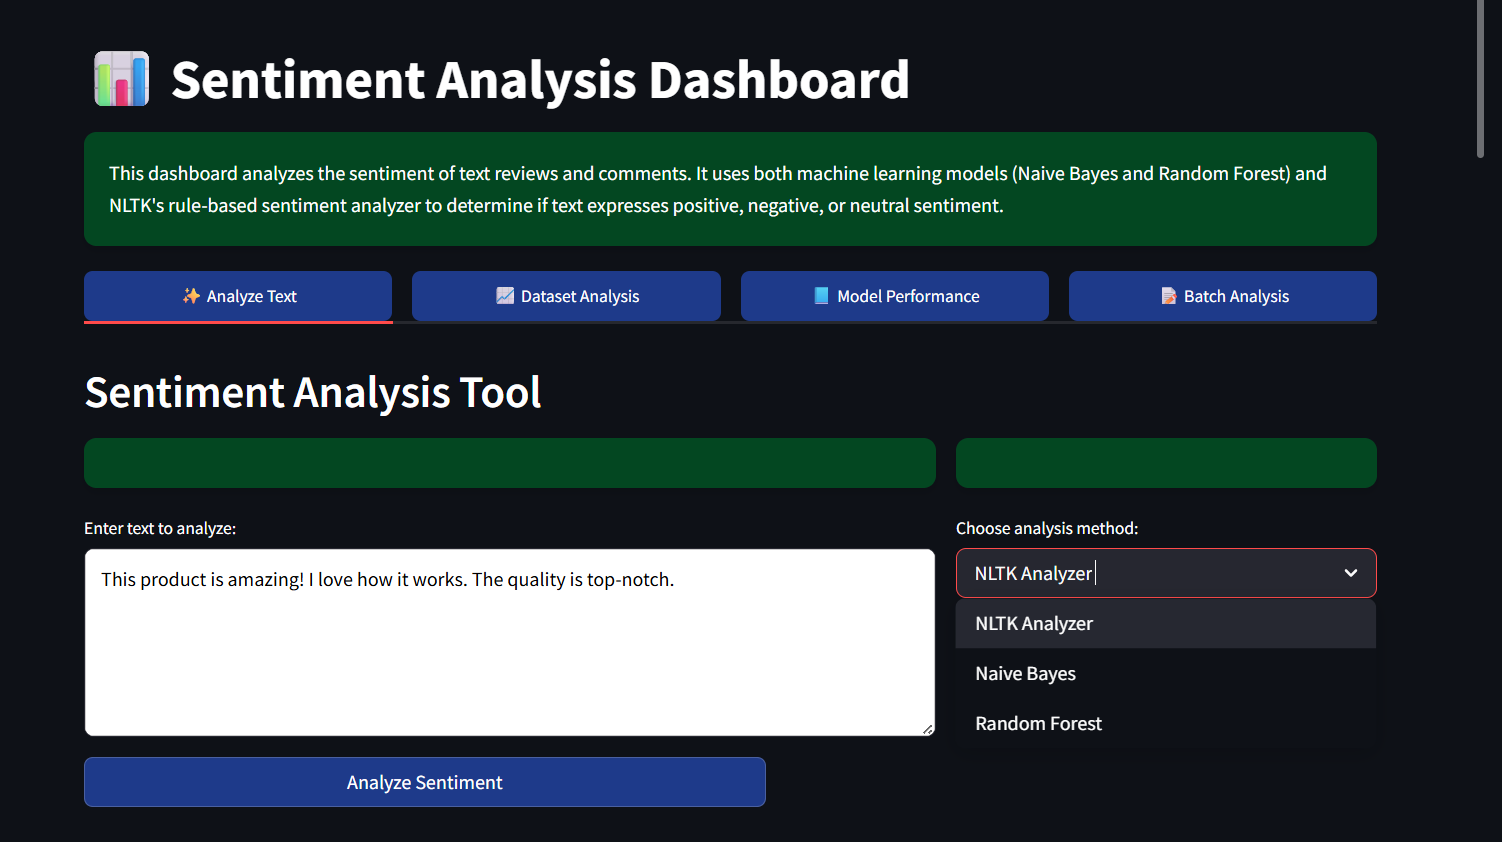 Sentiment Analysis Dashboard
This dashboard analyzes the sentiment of text reviews and comments. It uses both machine learning models (Naive Bayes and Random Forest) and
NLTK's rule-based sentiment analyzer to determine if text expresses positive, negative, or neutral sentiment.
Analyze Text
Dataset Analysis
Model Performance
Batch Analysis
Sentiment Analysis Tool
Enter text to analyze:
This product is amazing! I love how it works. The quality is top-notch.
Analyze Sentiment
Choose analysis method:
NLTK Analyzer
NLTK Analyzer
Naive Bayes
Random Forest